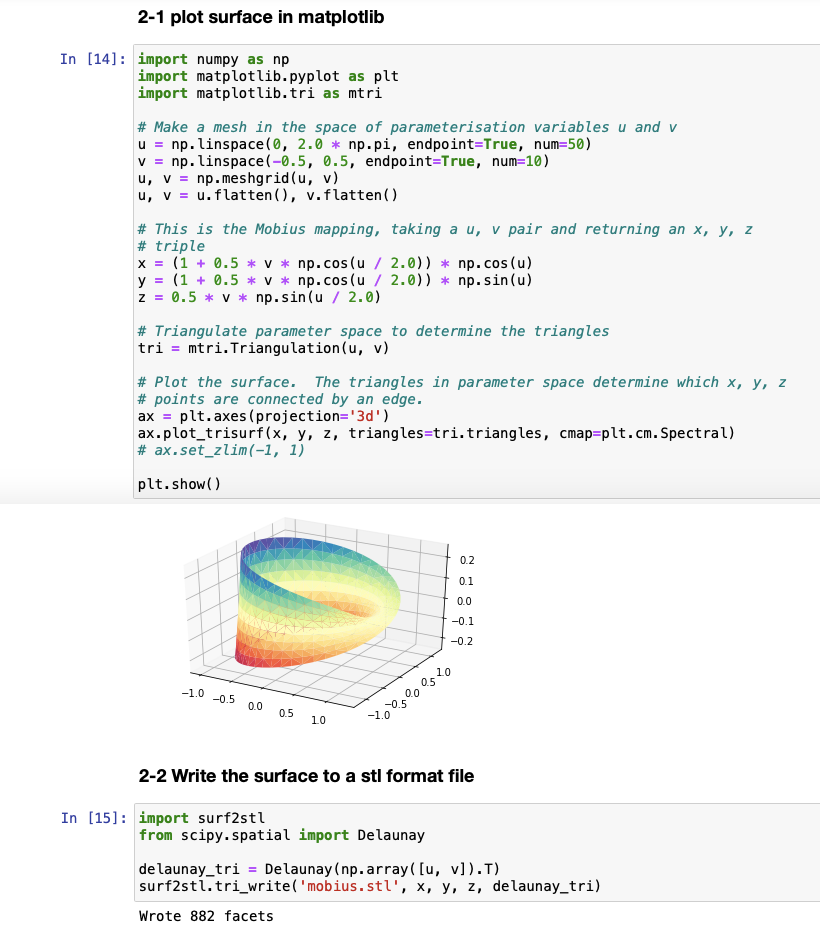 2-1 plot surface in matplotlib
In [14]: import numpy as np
import matplotlib.pyplot as plt
import matplotlib.tri as mtri
# Make a mesh in the space of parameterisation variables u and v
u = np.linspace(0, 2.0 * np.pi, endpoint=True, num=50)
v = np.linspace(-0.5, 0.5, endpoint=True, num=10)
u, v = np.meshgrid(u, v)
u, v = u.flatten(), v.flatten()
# This is the Mobius mapping, taking a u, v pair and returning an x, y, z
# triple
x = (1 + 0.5 * v * np.cos(u / 2.0)) * np.cos(u)
y = (1 + 0.5 * v * np.cos(u / 2.0)) * np.sin(u)
z = 0.5 * v * np.sin(u / 2.0)
# Triangulate parameter space to determine the triangles
tri = mtri.Triangulation(u, v)
# Plot the surface.  The triangles in parameter space determine which x, y, z
# points are connected by an edge.
ax = plt.axes(projection='3d')
ax.plot_trisurf(x, y, z, triangles=tri.triangles, cmap=plt.cm.Spectral)
# ax.set_zlim(-1, 1)
plt.show()
0.2
0.1
0.0
−0.1
−0.2
−1.0
−0.5
0.0
0.5
1.0
1.0
0.5
0.0
−0.5
−1.0
2-2 Write the surface to a stl format file
In [15]: import surf2stl
from scipy.spatial import Delaunay
delaunay_tri = Delaunay(np.array([u, v]).T)
surf2stl.tri_write('mobius.stl', x, y, z, delaunay_tri)
Wrote 882 facets